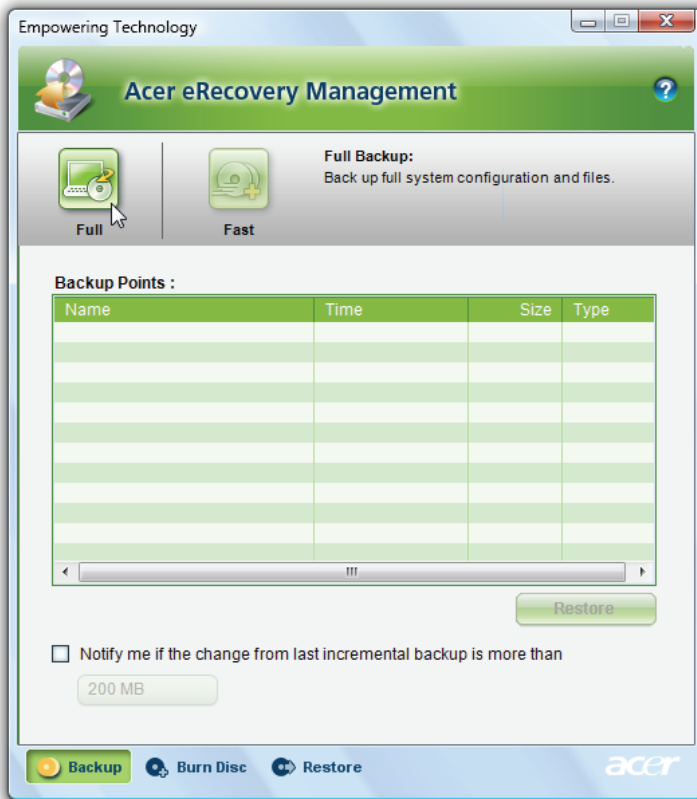 Empowering Technology
Acer eRecovery Management
?
Full
Fast
Full Backup:
Back up full system configuration and files.
Backup Points :
Name Time Size Type
Restore
Notify me if the change from last incremental backup is more than
200 MB
Backup Burn Disc Restore acer